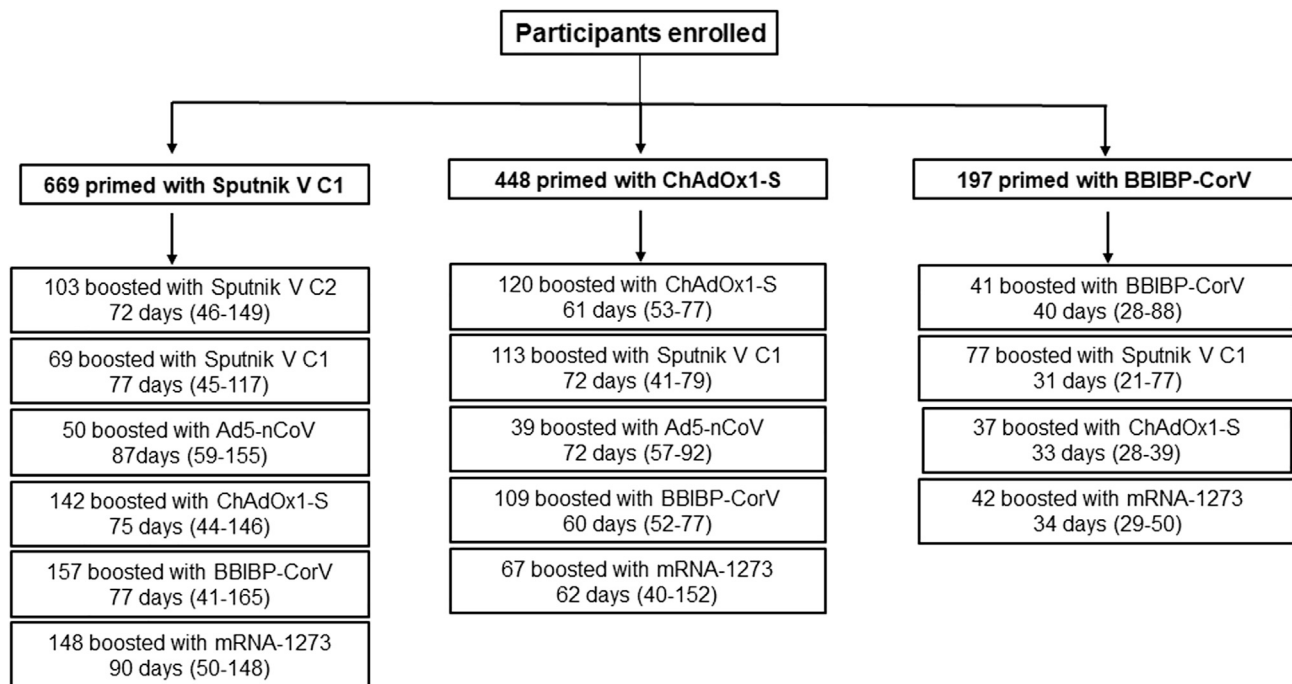 Participants enrolled
669 primed with Sputnik V C1
103 boosted with Sputnik V C2
72 days (46-149)
69 boosted with Sputnik V C1
77 days (45-117)
50 boosted with Ad5-nCoV
87days (59-155)
142 boosted with ChAdOx1-S
75 days (44-146)
157 boosted with BBIBP-CorV
77 days (41-165)
148 boosted with mRNA-1273
90 days (50-148)
448 primed with ChAdOx1-S
120 boosted with ChAdOx1-S
61 days (53-77)
113 boosted with Sputnik V C1
72 days (41-79)
39 boosted with Ad5-nCoV
72 days (57-92)
109 boosted with BBIBP-CorV
60 days (52-77)
67 boosted with mRNA-1273
62 days (40-152)
197 primed with BBIBP-CorV
41 boosted with BBIBP-CorV
40 days (28-88)
77 boosted with Sputnik V C1
31 days (21-77)
37 boosted with ChAdOx1-S
33 days (28-39)
42 boosted with mRNA-1273
34 days (29-50)